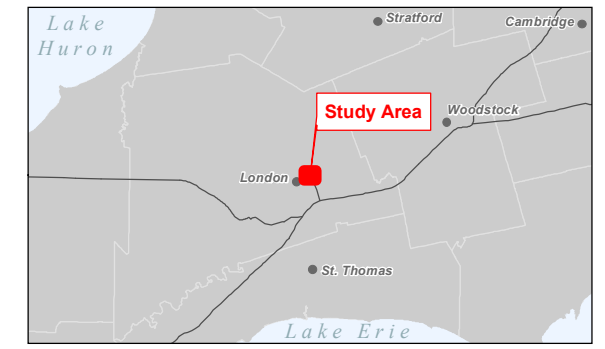 Lake
Huron
Stratford
Cambridge
Study Area
Woodstock
London
St. Thomas
Lake Erie